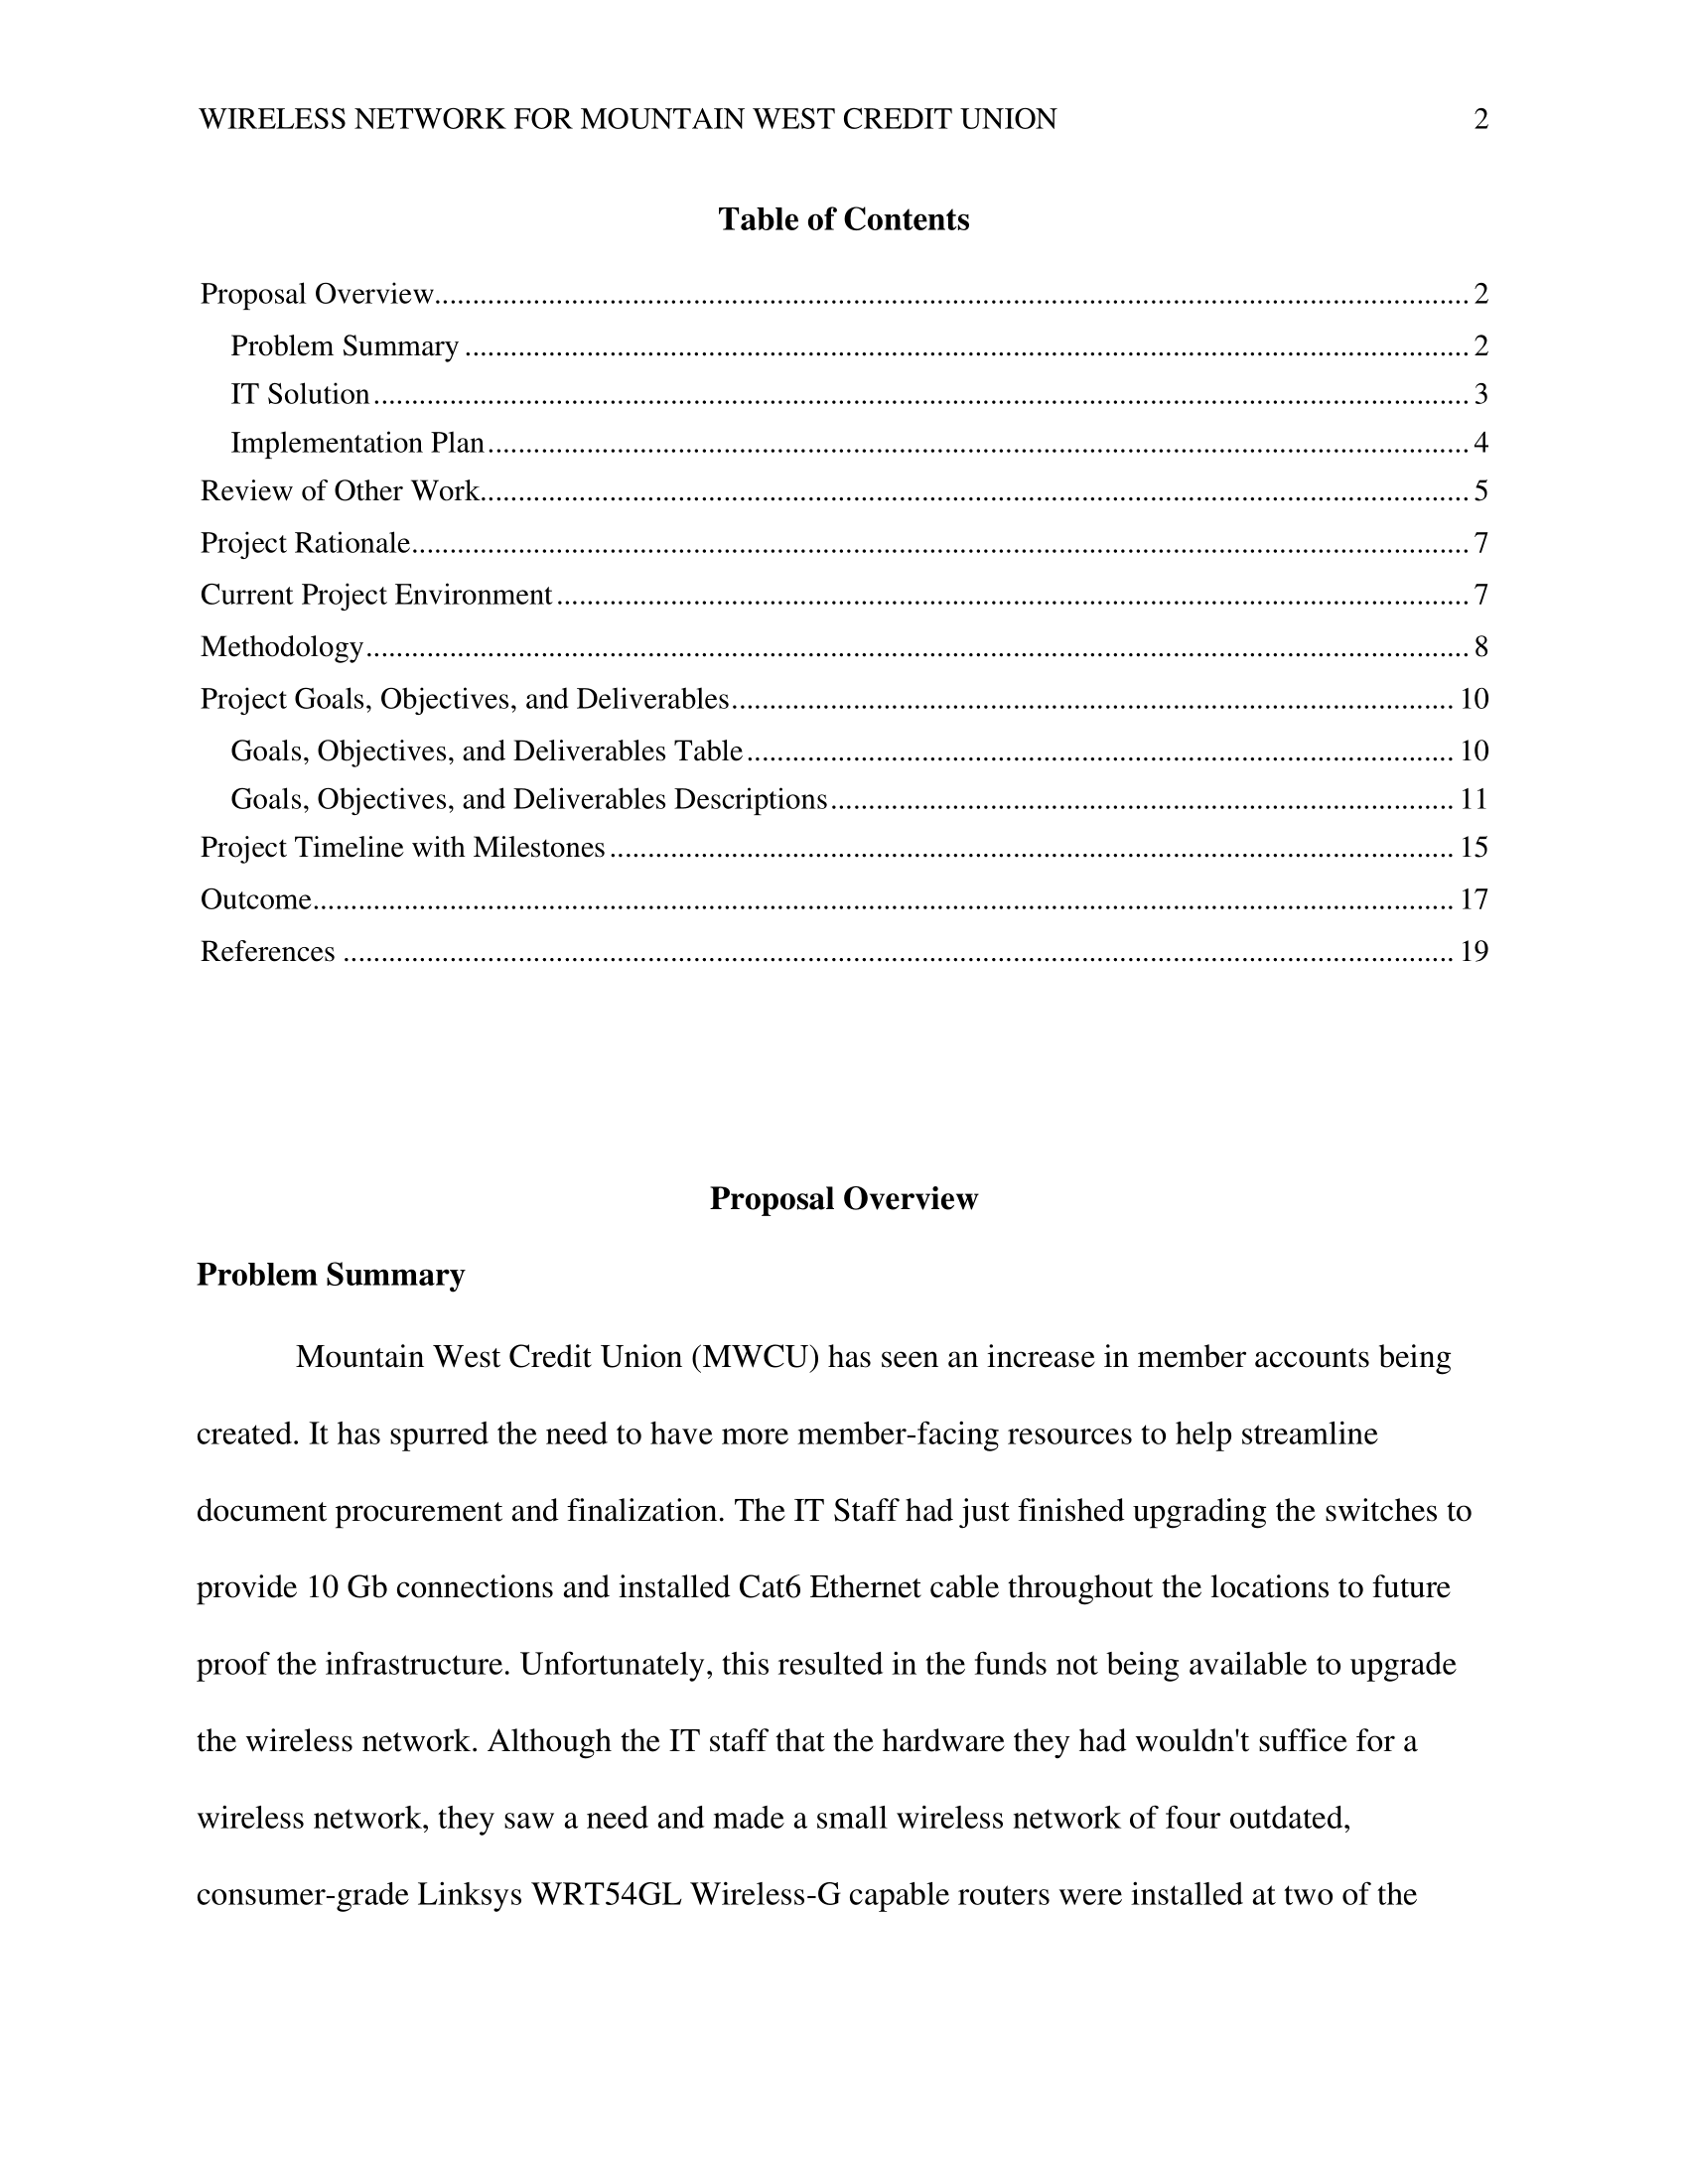 WIRELESS NETWORK FOR MOUNTAIN WEST CREDIT UNION 2
Table of Contents
Proposal Overview.......... 2
Problem Summary .......... 2
IT Solution .......... 3
Implementation Plan .......... 4
Review of Other Work.......... 5
Project Rationale.......... 7
Current Project Environment .......... 7
Methodology .......... 8
Project Goals, Objectives, and Deliverables.......... 10
Goals, Objectives, and Deliverables Table .......... 10
Goals, Objectives, and Deliverables Descriptions .......... 11
Project Timeline with Milestones .......... 15
Outcome.......... 17
References .......... 19
Proposal Overview
Problem Summary
Mountain West Credit Union (MWCU) has seen an increase in member accounts being
created. It has spurred the need to have more member-facing resources to help streamline
document procurement and finalization. The IT Staff had just finished upgrading the switches to
provide 10 Gb connections and installed Cat6 Ethernet cable throughout the locations to future
proof the infrastructure. Unfortunately, this resulted in the funds not being available to upgrade
the wireless network. Although the IT staff that the hardware they had wouldn't suffice for a
wireless network, they saw a need and made a small wireless network of four outdated,
consumer-grade Linksys WRT54GL Wireless-G capable routers were installed at two of the